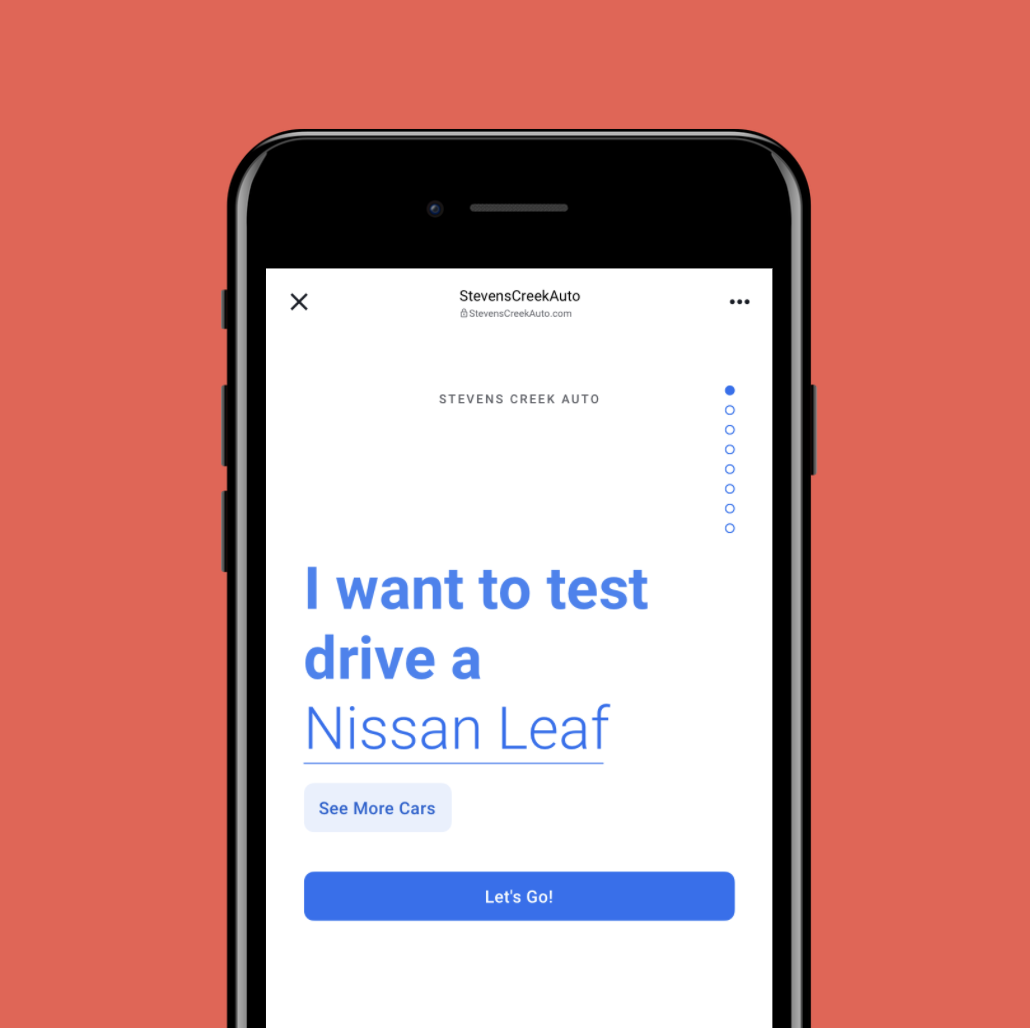 StevensCreekAuto
StevensCreekAuto.com
STEVENS CREEK AUTO
I want to test
drive a
Nissan Leaf
See More Cars
Let's Go!